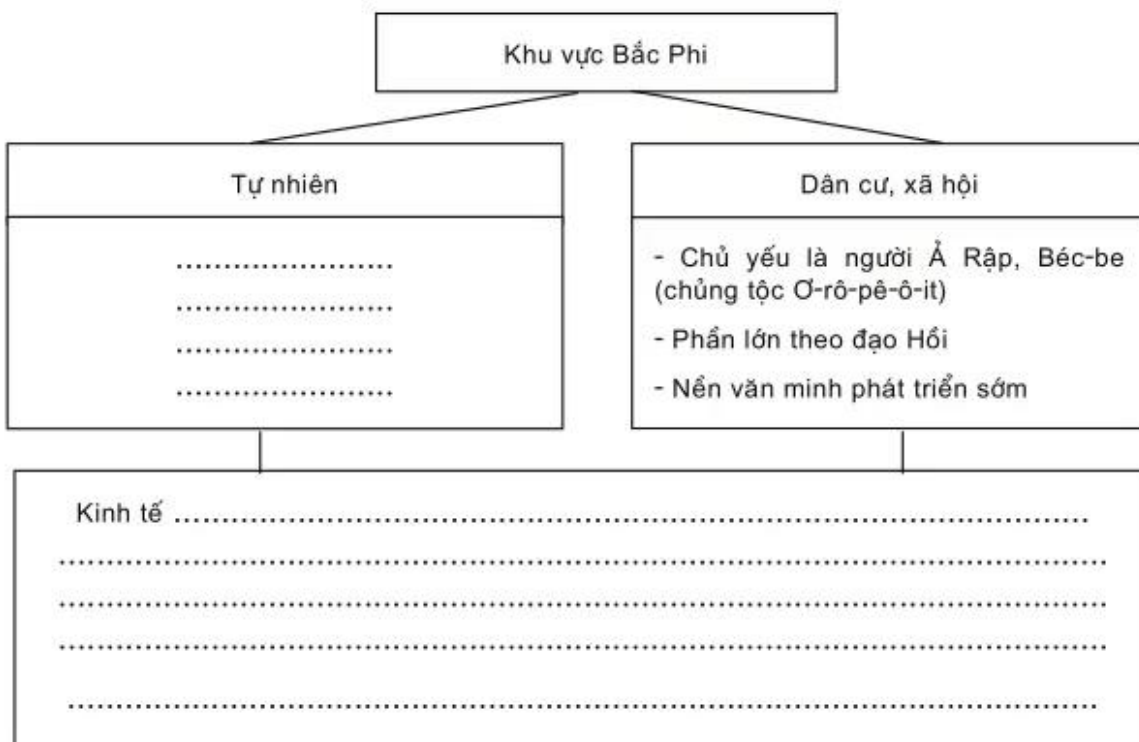 Khu vực Bắc Phi
Tự nhiên
Dân cư, xã hội
......................
......................
......................
......................
- Chủ yếu là người Ả Rập, Béc-be
(chủng tộc Ơ-rô-pê-ô-it)
- Phần lớn theo đạo Hồi
- Nền văn minh phát triển sớm
Kinh tế ..........................................................................................
..........................................................................................
..........................................................................................
..........................................................................................
..........................................................................................